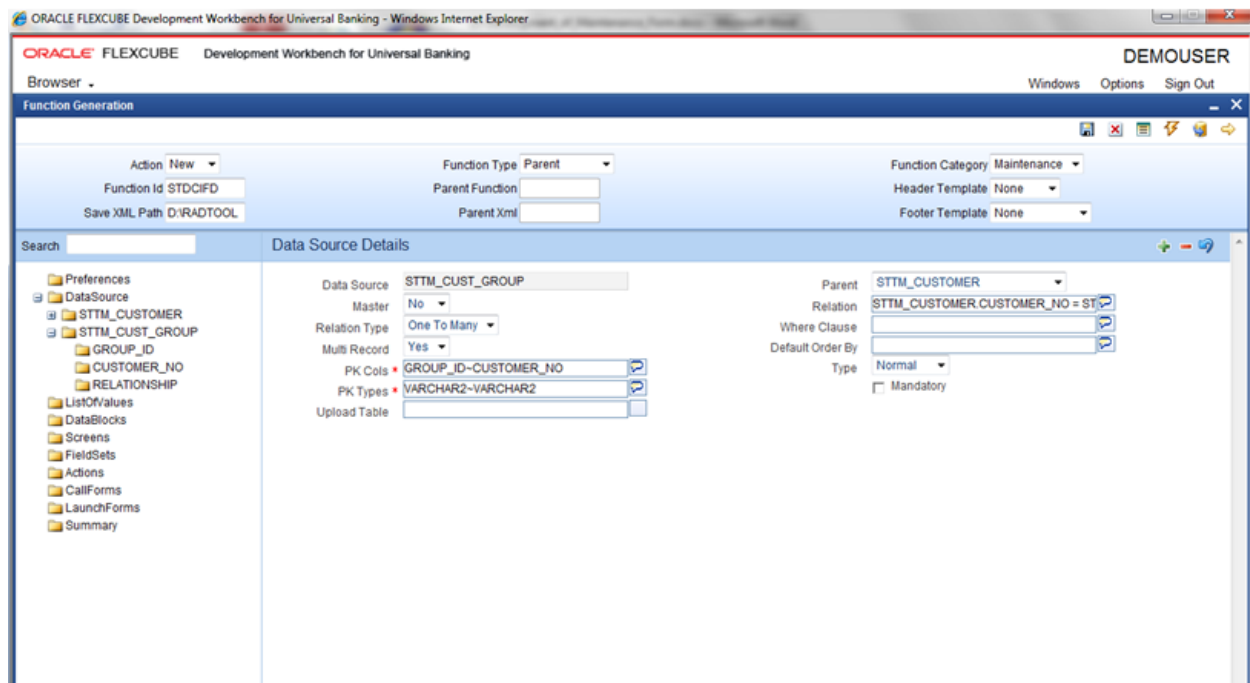 ORACLE FLEXCUBE Development Workbench for Universal Banking - Windows Internet Explorer
ORACLE FLEXCUBE Development Workbench for Universal Banking DEMOUSER
Browser Windows Options Sign Out
Function Generation
Action New Function Type Parent Function Category Maintenance
Function Id STDCIFD Parent Function Header Template None
Save XML Path D:\RADTOOL Parent Xml Footer Template None
Search Data Source Details
Preferences
DataSource
STTM_CUSTOMER
STTM_CUST_GROUP
GROUP_ID
CUSTOMER_NO
RELATIONSHIP
ListOfValues
DataBlocks
Screens
FieldSets
Actions
CallForms
LaunchForms
Summary
Data Source STTM_CUST_GROUP Parent STTM_CUSTOMER
Master No Relation STTM_CUSTOMER.CUSTOMER_NO = ST
Relation Type One To Many Where Clause
Multi Record Yes Default Order By
PK Cols * GROUP_ID~CUSTOMER_NO Type Normal
PK Types * VARCHAR2~VARCHAR2 Mandatory
Upload Table